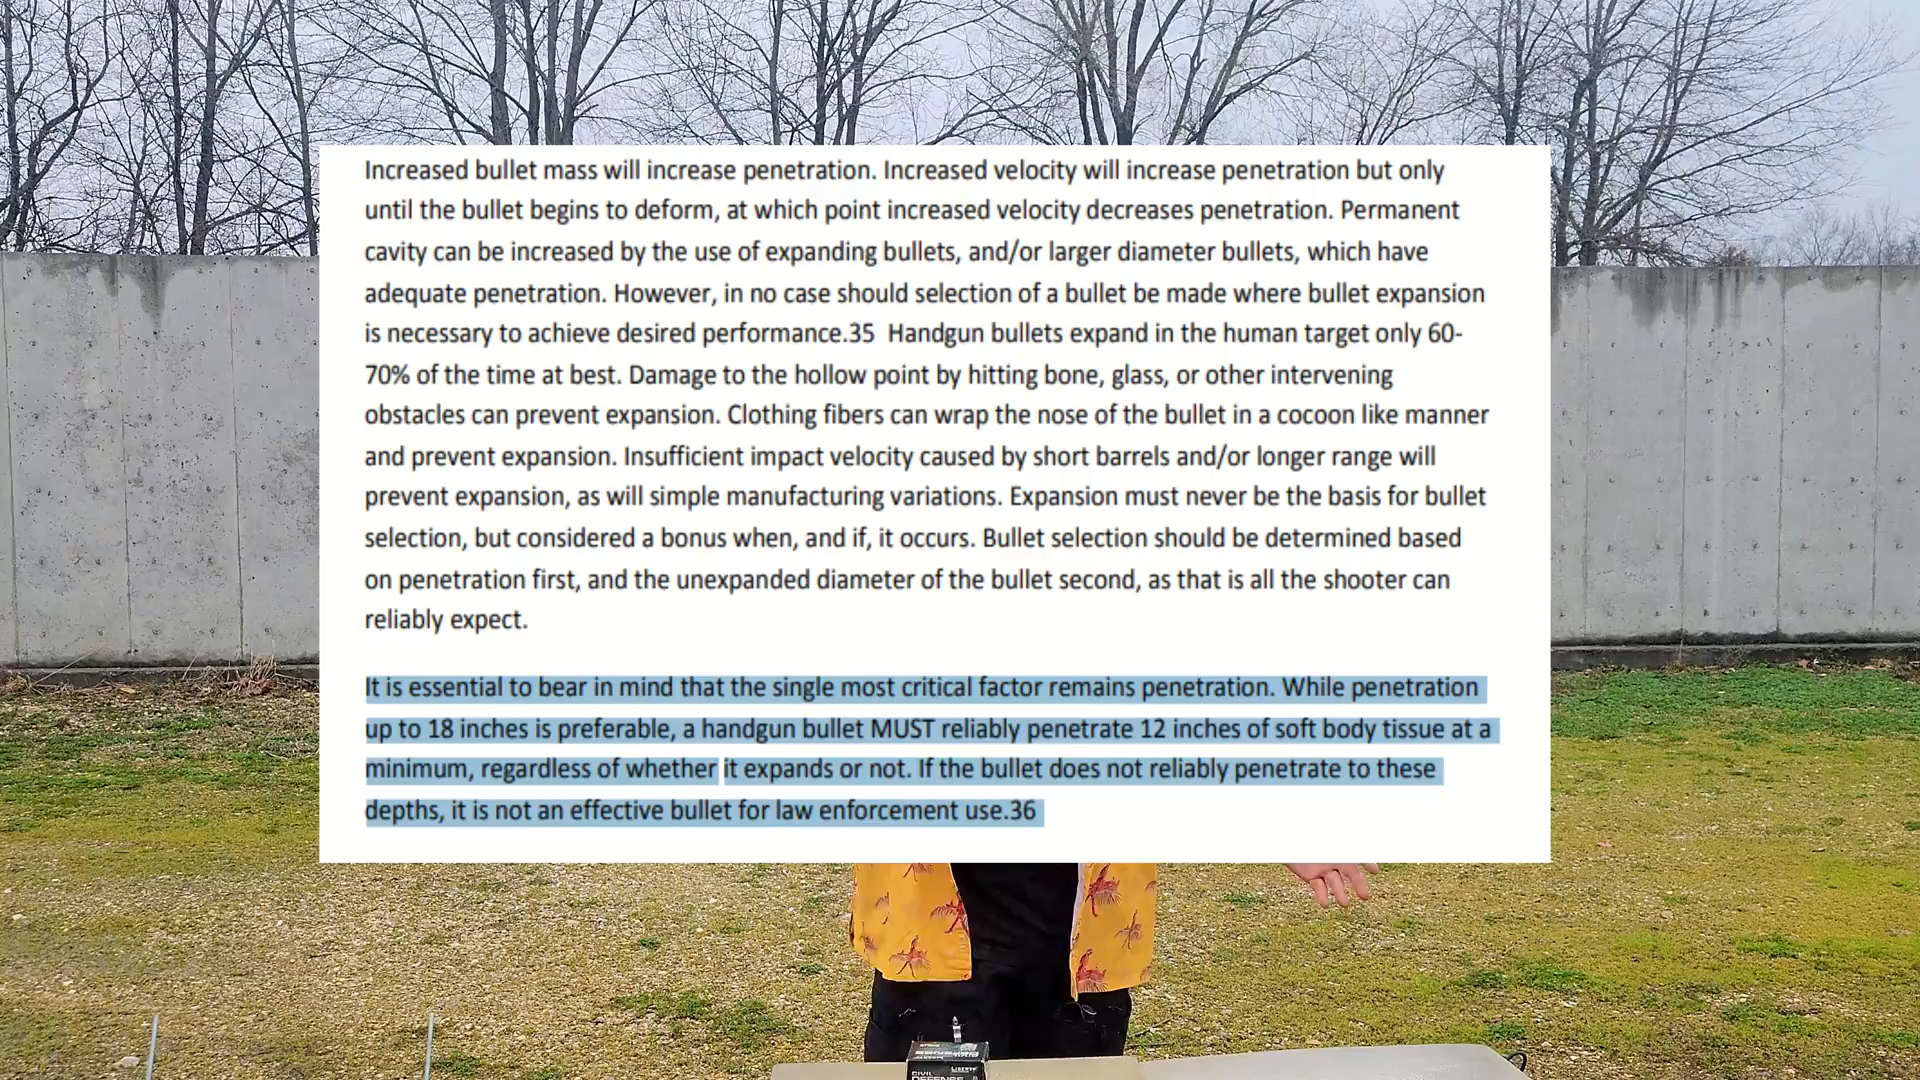 Increased bullet mass will increase penetration. Increased velocity will increase penetration but only
until the bullet begins to deform, at which point increased velocity decreases penetration. Permanent
cavity can be increased by the use of expanding bullets, and/or larger diameter bullets, which have
adequate penetration. However, in no case should selection of a bullet be made where bullet expansion
is necessary to achieve desired performance.35 Handgun bullets expand in the human target only 60-
70% of the time at best. Damage to the hollow point by hitting bone, glass, or other intervening
obstacles can prevent expansion. Clothing fibers can wrap the nose of the bullet in a cocoon like manner
and prevent expansion. Insufficient impact velocity caused by short barrels and/or longer range will
prevent expansion, as will simple manufacturing variations. Expansion must never be the basis for bullet
selection, but considered a bonus when, and if, it occurs. Bullet selection should be determined based
on penetration first, and the unexpanded diameter of the bullet second, as that is all the shooter can
reliably expect.
It is essential to bear in mind that the single most critical factor remains penetration. While penetration
up to 18 inches is preferable, a handgun bullet MUST reliably penetrate 12 inches of soft body tissue at a
minimum, regardless of whether it expands or not. If the bullet does not reliably penetrate to these
depths, it is not an effective bullet for law enforcement use.36
LIBERTY
CIVIL
DEFENSE